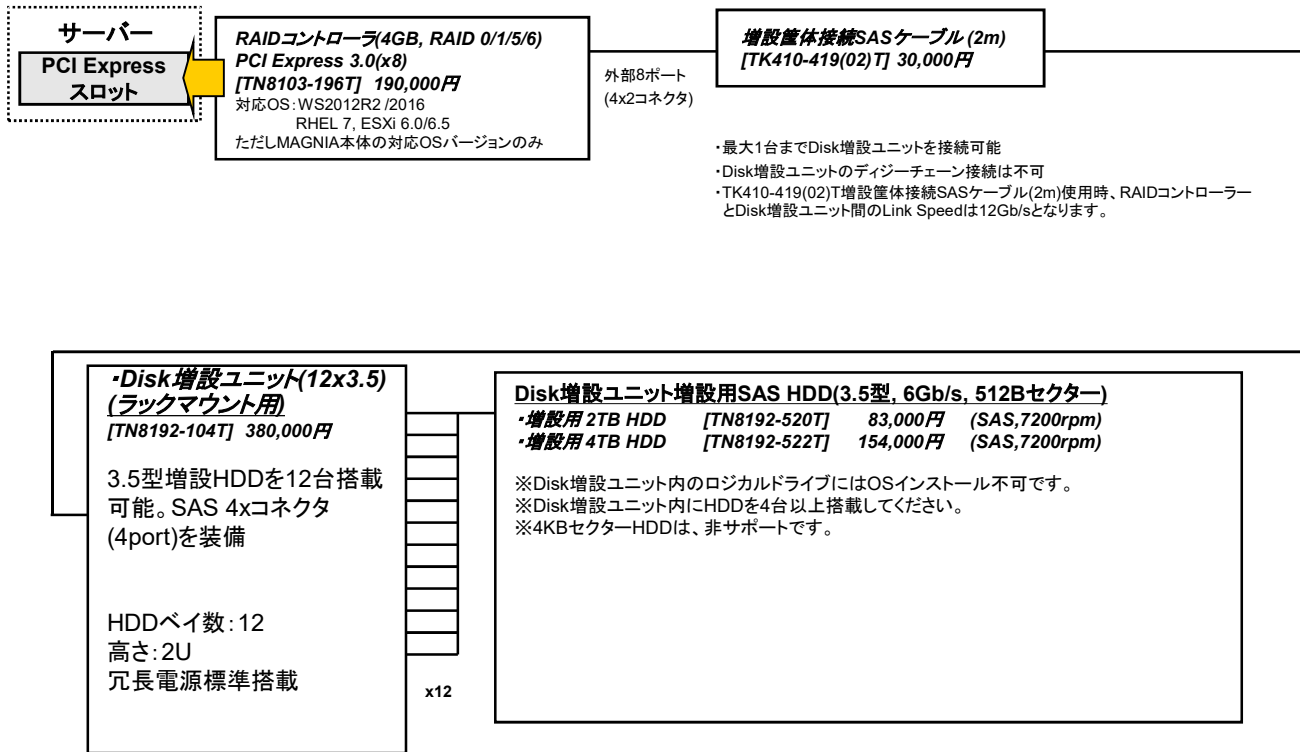 サーバー
PCI Express
スロット
RAIDコントローラ(4GB, RAID 0/1/5/6)
PCI Express 3.0(x8)
[TN8103-196T] 190,000円
対応OS:WS2012R2 /2016
RHEL 7, ESXi 6.0/6.5
ただしMAGNIA本体の対応OSバージョンのみ
外部8ポート
(4x2コネクタ)
増設筐体接続SASケーブル (2m)
[TK410-419(02)T] 30,000円
・最大1台までDisk増設ユニットを接続可能
・Disk増設ユニットのディジーチェーン接続は不可
・TK410-419(02)T増設筐体接続SASケーブル(2m)使用時、RAIDコントローラー
とDisk増設ユニット間のLink Speedは12Gb/sとなります。
・Disk増設ユニット(12x3.5)
(ラックマウント用)
[TN8192-104T] 380,000円
3.5型増設HDDを12台搭載
可能。SAS 4xコネクタ
(4port)を装備
HDDベイ数:12
高さ:2U
冗長電源標準搭載
x12
Disk増設ユニット増設用SAS HDD(3.5型, 6Gb/s, 512Bセクター)
・増設用 2TB HDD [TN8192-520T] 83,000円 (SAS,7200rpm)
・増設用 4TB HDD [TN8192-522T] 154,000円 (SAS,7200rpm)
※Disk増設ユニット内のロジカルドライブにはOSインストール不可です。
※Disk増設ユニット内にHDDを4台以上搭載してください。
※4KBセクターHDDは、非サポートです。